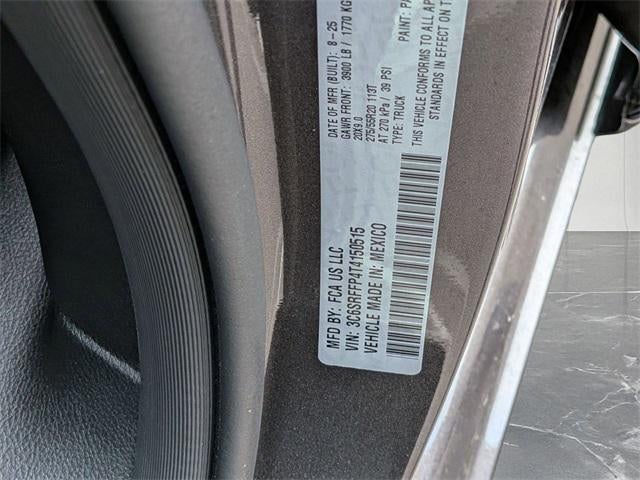 MFD BY: FCA US LLC
DATE OF MFR (BUILT): 8-25
GAWR FRONT: 3900 LB / 1770 KG
20X9.0
275/55R20 113T
AT 270 kPa / 39 PSI
TYPE: TRUCK
PAINT:
THIS VEHICLE CONFORMS TO ALL AP
STANDARDS IN EFFECT ON T
VIN: 3C6SRFFP4T4150515
VEHICLE MADE IN: MEXICO